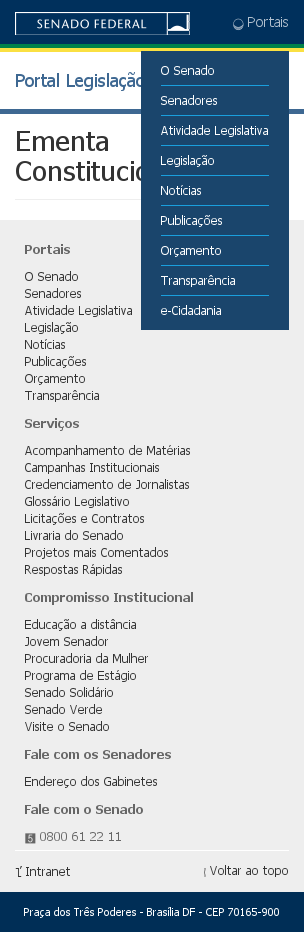 SENADO FEDERAL
Portais
Portal Legislação
O Senado
Senadores
Atividade Legislativa
Legislação
Notícias
Publicações
Orçamento
Transparência
e-Cidadania
Ementa
Portais
O Senado
Senadores
Atividade Legislativa
Legislação
Notícias
Publicações
Orçamento
Transparência
Serviços
Acompanhamento de Matérias
Campanhas Institucionais
Credenciamento de Jornalistas
Glossário Legislativo
Licitações e Contratos
Livraria do Senado
Projetos mais Comentados
Respostas Rápidas
Compromisso Institucional
Educação a distância
Jovem Senador
Procuradoria da Mulher
Programa de Estágio
Senado Solidário
Senado Verde
Visite o Senado
Fale com os Senadores
Endereço dos Gabinetes
Fale com o Senado
0800 61 22 11
Intranet
Voltar ao topo
Praça dos Três Poderes - Brasília DF - CEP 70165-900